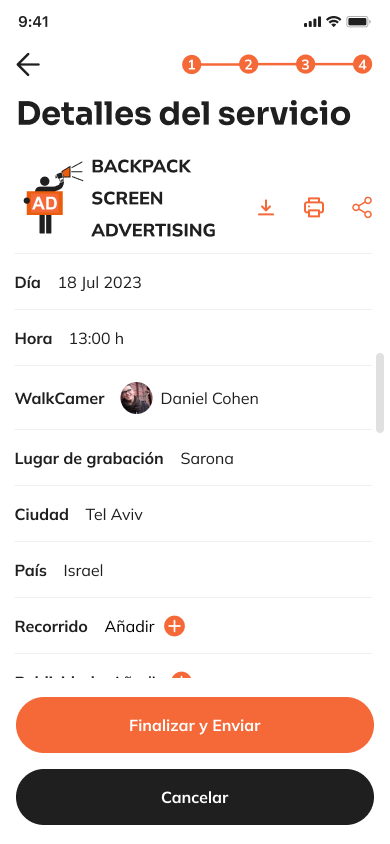 9:41
1 2 3 4
Detalles del servicio
AD
BACKPACK
SCREEN
ADVERTISING
Día 18 Jul 2023
Hora 13:00 h
WalkCamer Daniel Cohen
Lugar de grabación Sarona
Ciudad Tel Aviv
País Israel
Recorrido Añadir
Finalizar y Enviar
Cancelar